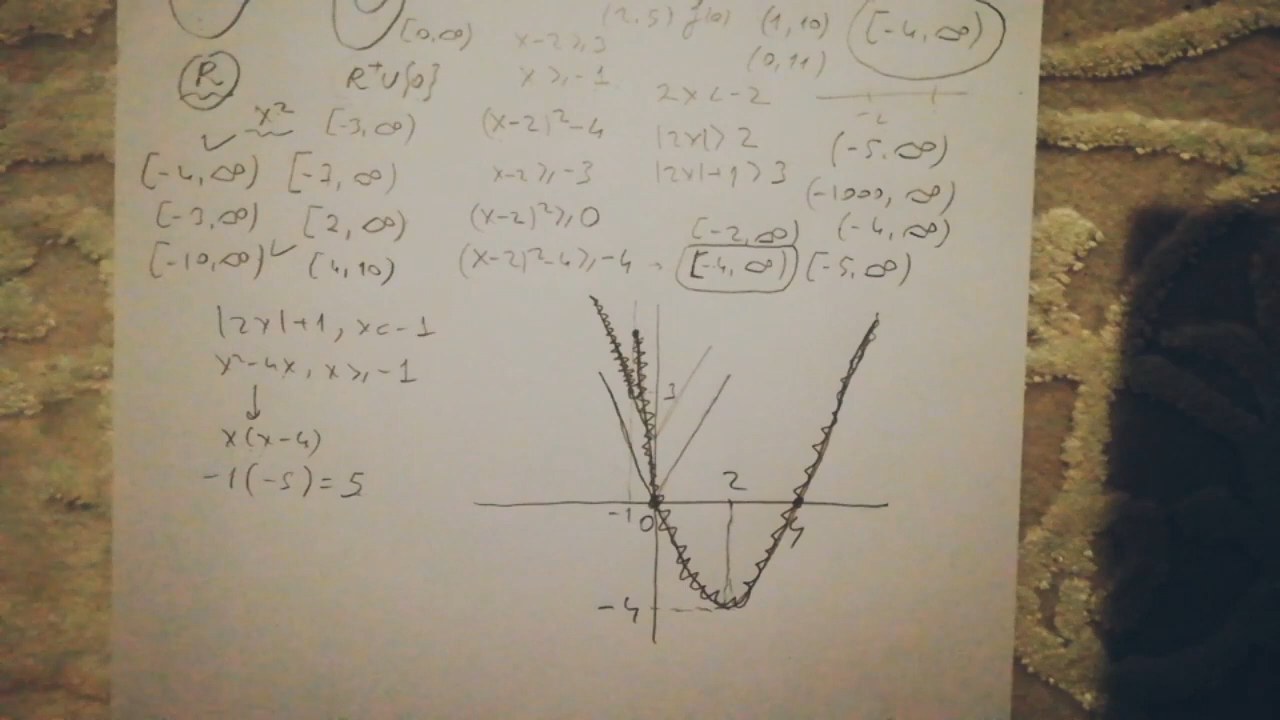 [0,∞)
(2,5) f(0) (1,10) [-4,∞)
x-2≥3 (0,11)
R R⁺∪{0} x≥-1
2x<-2
x² [-3,∞) (x-2)²-4 |2x|>2 (-5,∞)
[-4,∞) [-7,∞) x-2≥-3 |2x|+1>3 (-1000,∞)
[-3,∞) [2,∞) (x-2)²≥0 [-2,∞) (-4,∞)
[-10,∞) (4,10) (x-2)²-4≥-4 [-4,∞) [-5,∞)
|2x|+1, x<-1
x²-4x, x≥-1
↓
x(x-4)
-1(-5)=5
3
2
-1 0 4
-4